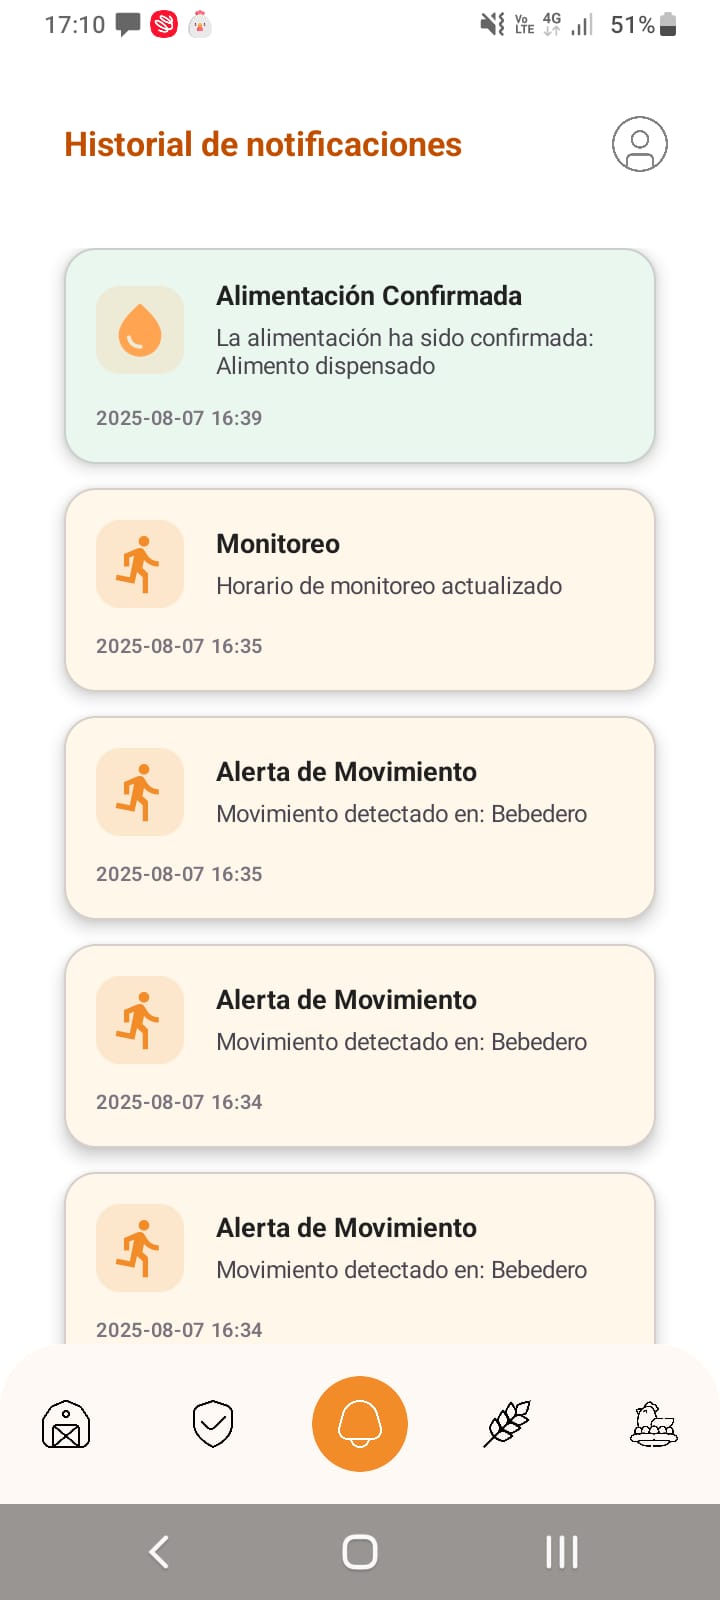 17:10
Vo LTE 4G 51%
Historial de notificaciones
Alimentación Confirmada
La alimentación ha sido confirmada:
Alimento dispensado
2025-08-07 16:39
Monitoreo
Horario de monitoreo actualizado
2025-08-07 16:35
Alerta de Movimiento
Movimiento detectado en: Bebedero
2025-08-07 16:35
Alerta de Movimiento
Movimiento detectado en: Bebedero
2025-08-07 16:34
Alerta de Movimiento
Movimiento detectado en: Bebedero
2025-08-07 16:34